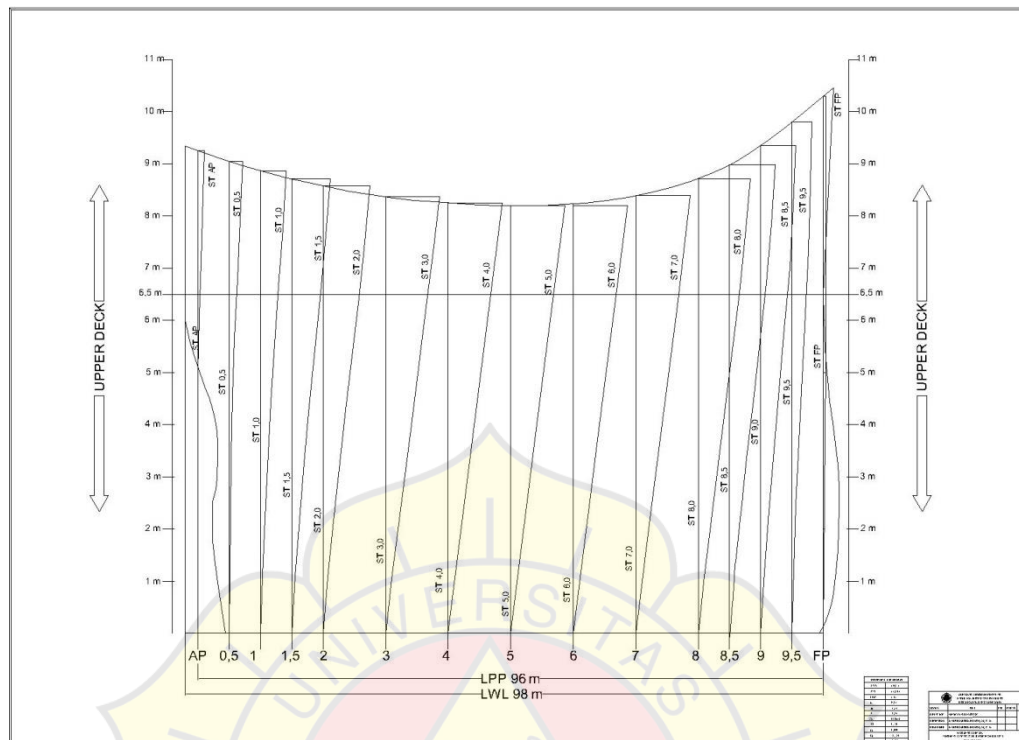 11 m 11 m
10 m 10 m
ST FP
9 m 9 m
ST AP ST 0,5 ST 1,0 ST 1,5 ST 2,0 ST 3,0 ST 4,0 ST 5,0 ST 6,0 ST 7,0 ST 8,0 ST 8,5 ST 9,5
8 m 8 m
7 m 7 m
6,5 m 6,5 m
6 m 6 m
UPPER DECK UPPER DECK
ST AP ST FP
5 m 5 m
ST 0,5 ST 9,5
4 m 4 m
ST 1,0 ST 9,0
3 m 3 m
ST 1,5 ST 8,5
2 m 2 m
ST 2,0 ST 8,0
ST 3,0 ST 7,0
1 m 1 m
ST 4,0 ST 5,0 ST 6,0
UNIVERSITAS
AP 0,5 1 1,5 2 3 4 5 6 7 8 8,5 9 9,5 FP
LPP 96 m
LWL 98 m